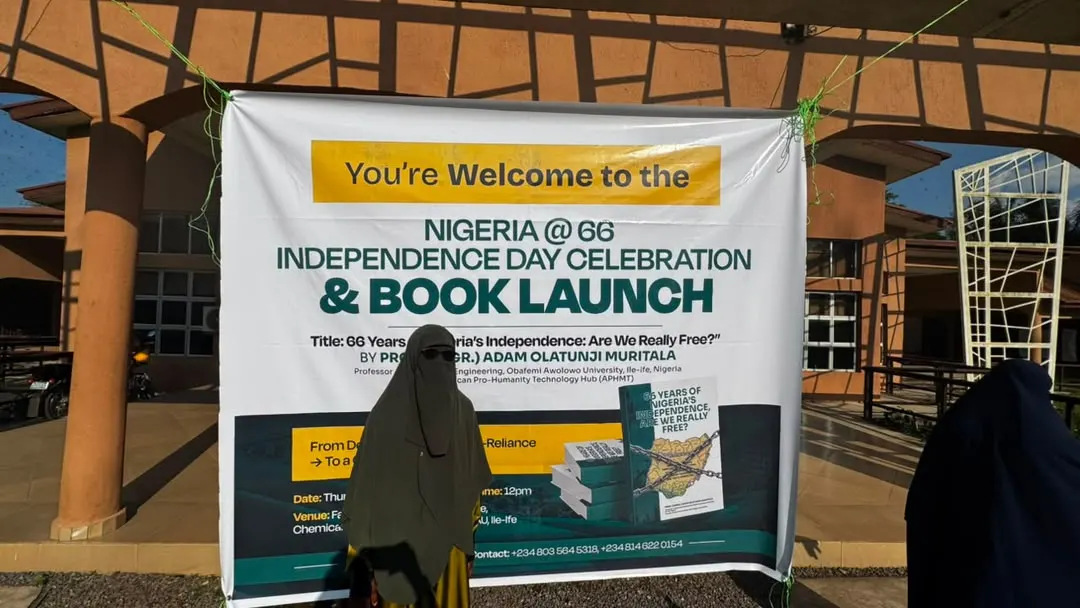 You're Welcome to the
NIGERIA @ 66
INDEPENDENCE DAY CELEBRATION
& BOOK LAUNCH
Title: 66 Years Nigeria's Independence: Are We Really Free?"
BY PRO GR.) ADAM OLATUNJI MURITALA
Professor Engineering, Obafemi Awolowo University, Ile-ife, Nigeria
can Pro-Humanity Technology Hub (APHMT)
66 YEARS OF
NIGERIA'S
INDEPENDENCE,
ARE WE REALLY
FREE?
From De -Reliance
→ To a
Date: Thu me: 12pm
Venue: Fa e,
Chemica AU, Ile-Ife
Contact: +234 803 564 5318, +234 814 622 0154